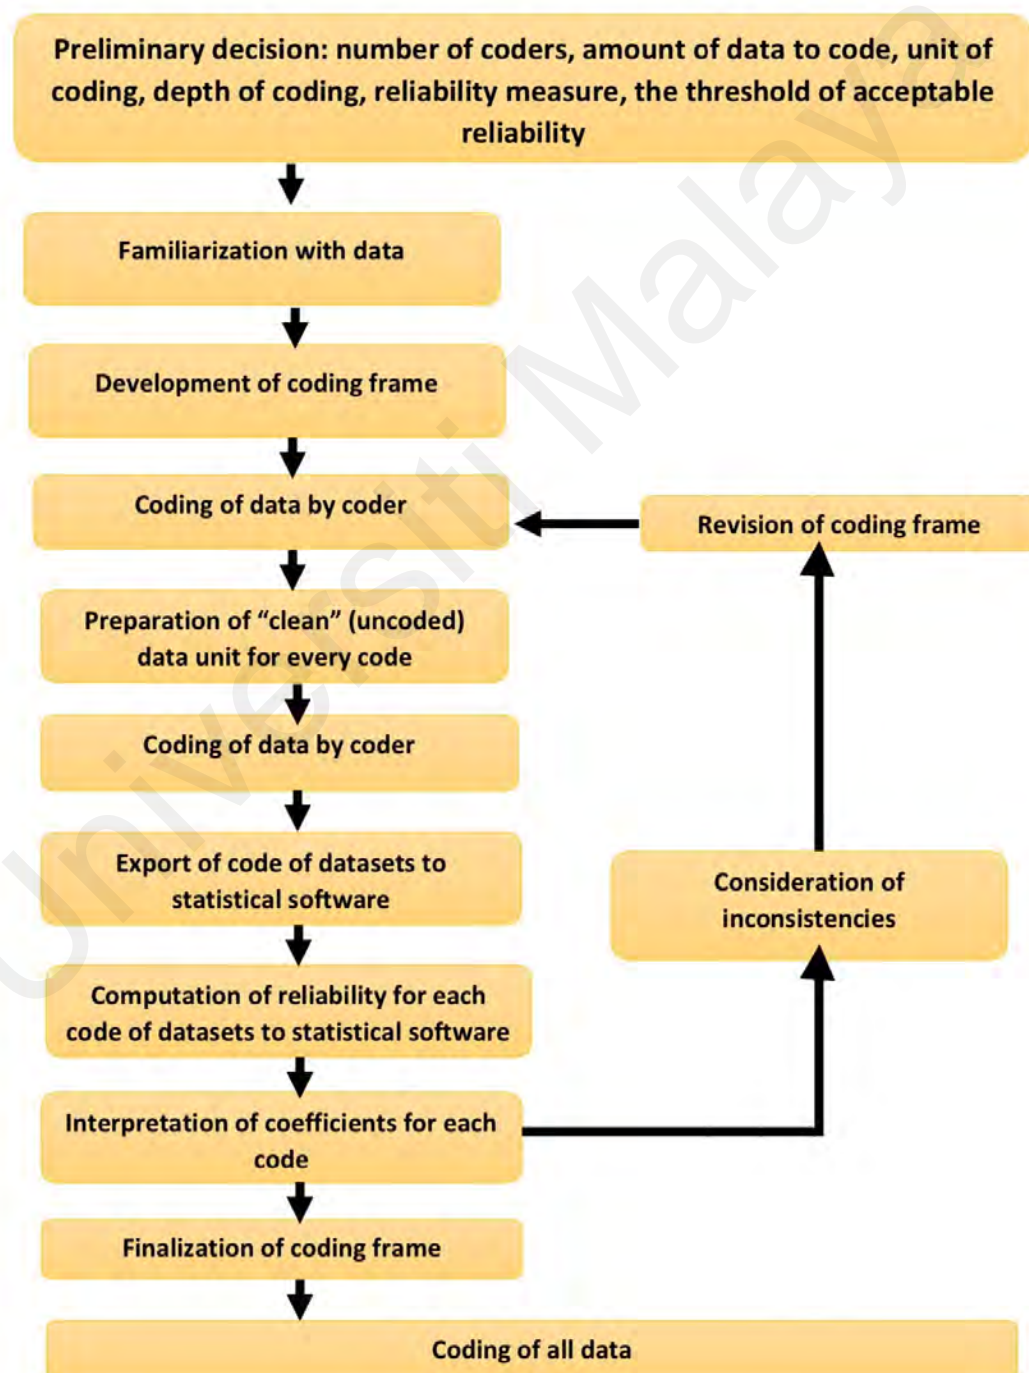 Preliminary decision: number of coders, amount of data to code, unit of
coding, depth of coding, reliability measure, the threshold of acceptable
reliability
Familiarization with data
Development of coding frame
Coding of data by coder
Revision of coding frame
Preparation of “clean” (uncoded)
data unit for every code
Coding of data by coder
Export of code of datasets to
statistical software
Consideration of
inconsistencies
Computation of reliability for each
code of datasets to statistical software
Interpretation of coefficients for each
code
Finalization of coding frame
Coding of all data
Universiti Malaya